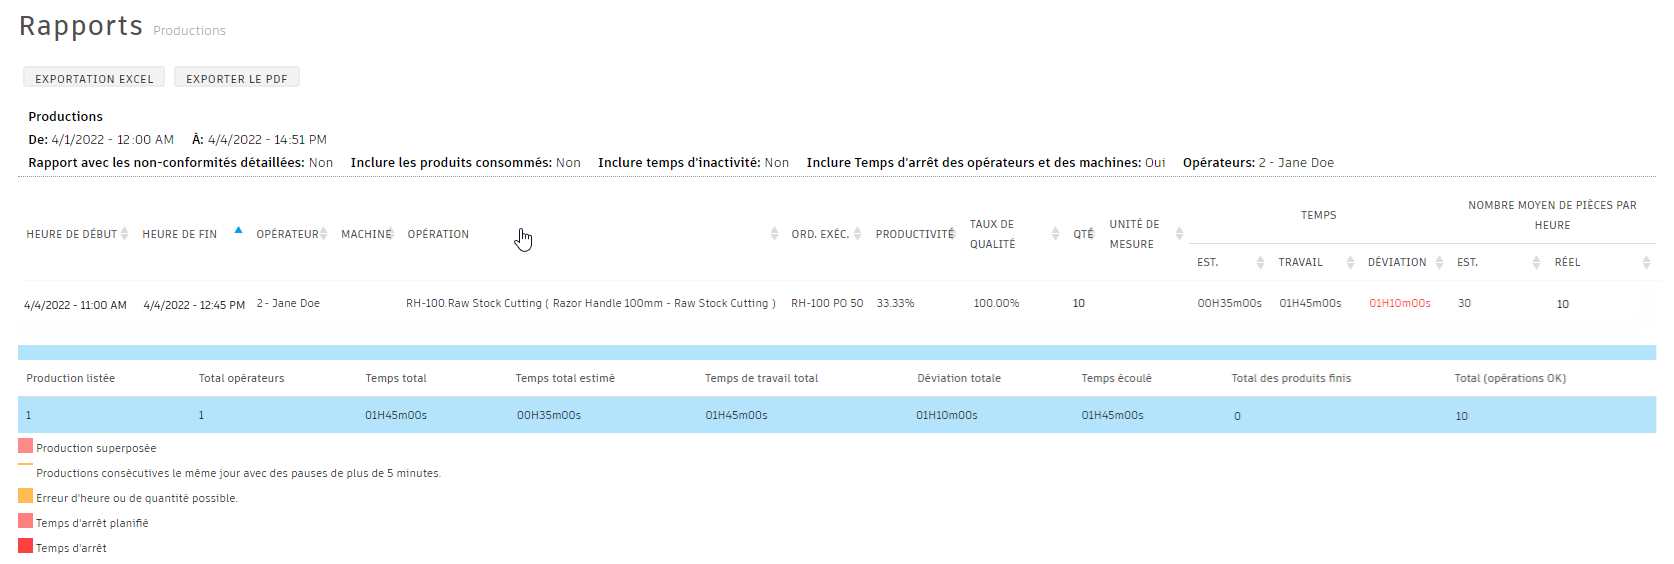 Rapports Productions
EXPORTATION EXCEL EXPORTER LE PDF
Productions
De: 4/1/2022 - 12:00 AM À: 4/4/2022 - 14:51 PM
Rapport avec les non-conformités détaillées: Non Inclure les produits consommés: Non Inclure temps d'inactivité: Non Inclure Temps d'arrêt des opérateurs et des machines: Oui Opérateurs: 2 - Jane Doe
HEURE DE DÉBUT HEURE DE FIN OPÉRATEUR MACHINE OPÉRATION ORD. EXÉC. PRODUCTIVITÉ TAUX DE QUALITÉ QTÉ UNITÉ DE MESURE TEMPS NOMBRE MOYEN DE PIÈCES PAR HEURE
EST. TRAVAIL DÉVIATION EST. RÉEL
4/4/2022 - 11:00 AM 4/4/2022 - 12:45 PM 2 - Jane Doe RH-100.Raw Stock Cutting ( Razor Handle 100mm - Raw Stock Cutting ) RH-100 PO 50 33.33% 100.00% 10 00H35m00s 01H45m00s 01H10m00s 30 10
Production listée Total opérateurs Temps total Temps total estimé Temps de travail total Déviation totale Temps écoulé Total des produits finis Total (opérations OK)
1 1 01H45m00s 00H35m00s 01H45m00s 01H10m00s 01H45m00s 0 10
Production superposée
Productions consécutives le même jour avec des pauses de plus de 5 minutes.
Erreur d'heure ou de quantité possible.
Temps d'arrêt planifié
Temps d'arrêt